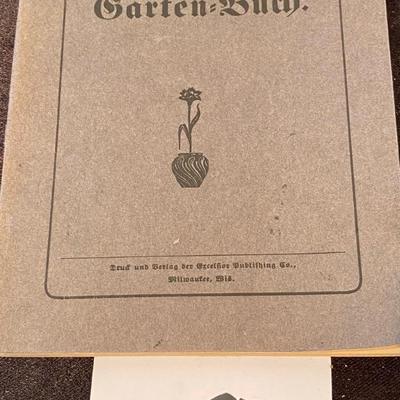 Garten=Buch.
Druck und Verlag der Excelsior Publishing Co.,
Milwaukee, Wis.